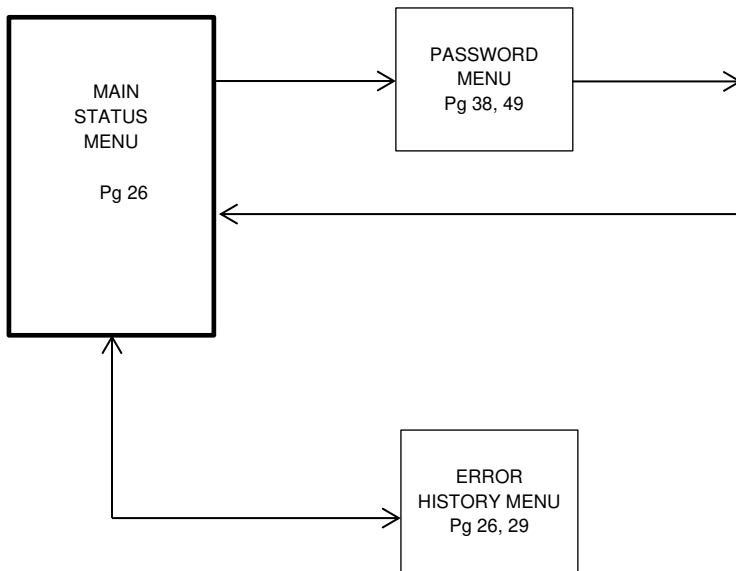 MAIN
STATUS
MENU
Pg 26
PASSWORD
MENU
Pg 38, 49
ERROR
HISTORY MENU
Pg 26, 29